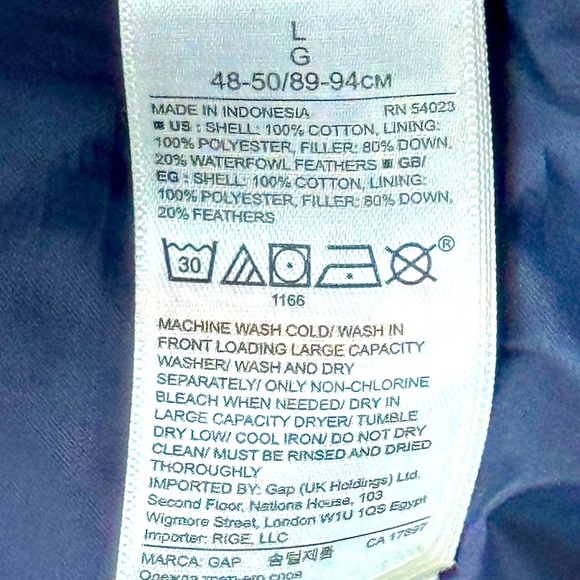 L
G
48-50/89-94CM
MADE IN INDONESIA RN 54023
US : SHELL: 100% COTTON, LINING:
100% POLYESTER, FILLER: 80% DOWN,
20% WATERFOWL FEATHERS GB/
EG : SHELL: 100% COTTON, LINING:
100% POLYESTER, FILLER: 80% DOWN,
20% FEATHERS
30 ®
1166
MACHINE WASH COLD/ WASH IN
FRONT LOADING LARGE CAPACITY
WASHER/ WASH AND DRY
SEPARATELY/ ONLY NON-CHLORINE
BLEACH WHEN NEEDED/ DRY IN
LARGE CAPACITY DRYER/ TUMBLE
DRY LOW/ COOL IRON/ DO NOT DRY
CLEAN/ MUST BE RINSED AND DRIED
THOROUGHLY
IMPORTED BY: Gap (UK Holdings) Ltd.
Second Floor, Nations House, 103
Wigmore Street, London W1U 1QS Egypt
Importer: RIGE, LLC CA 17897
MARCA: GAP 솜털제품